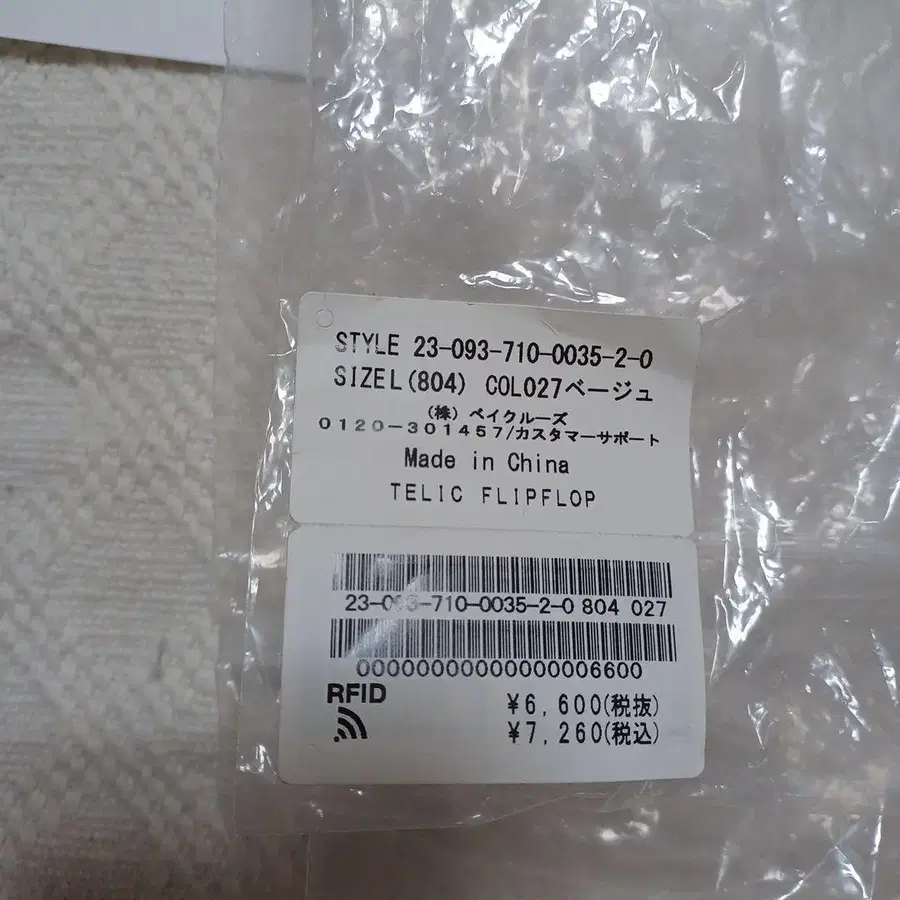 STYLE 23-093-710-0035-2-0
SIZEL(804) COL027ベージュ
(株)ベイクルーズ
0120-301457/カスタマーサポート
Made in China
TELIC FLIPFLOP
23-093-710-0035-2-0 804 027
00000000000000006600
RFID
¥6,600(税抜)
¥7,260(税込)